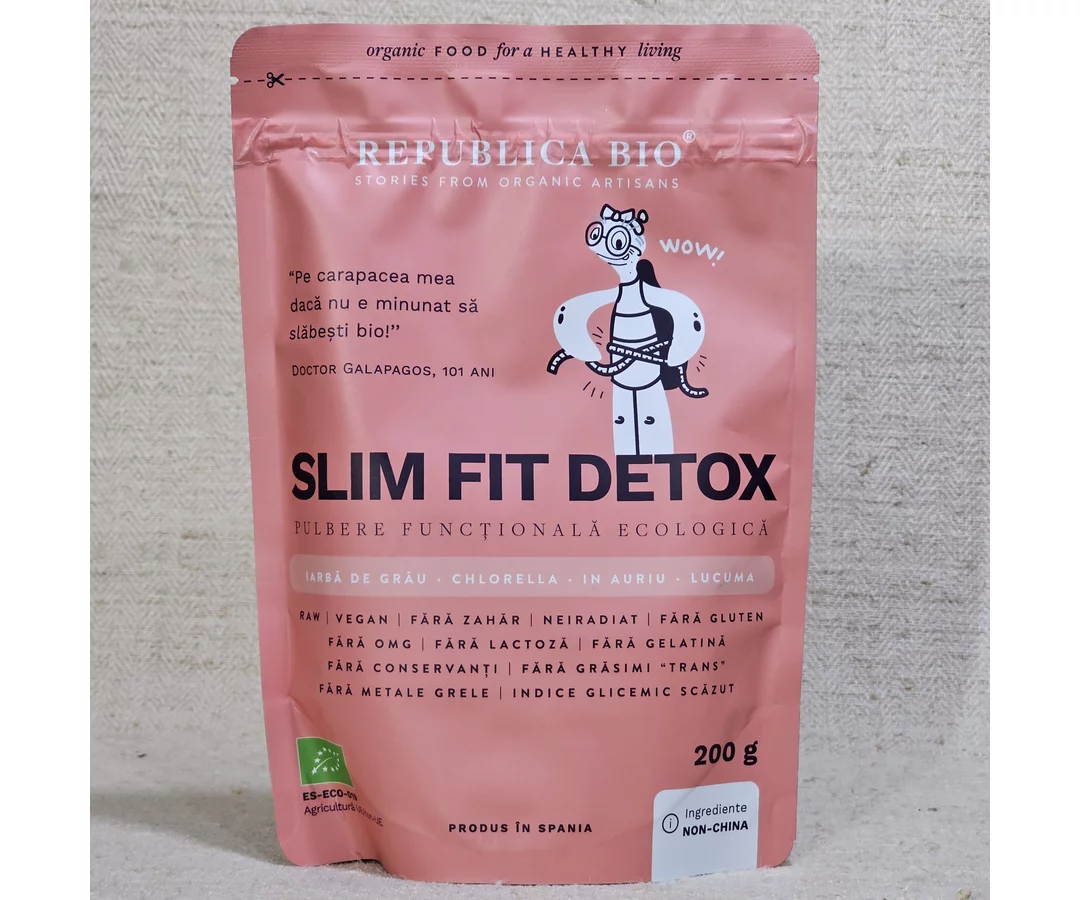 organic FOOD for a HEALTHY living
REPUBLICA BIO®
STORIES FROM ORGANIC ARTISANS
WOW!
“Pe carapacea mea
dacă nu e minunat să
slăbești bio!”
DOCTOR GALAPAGOS, 101 ANI
SLIM FIT DETOX
PULBERE FUNCȚIONALĂ ECOLOGICĂ
IARBĂ DE GRÂU · CHLORELLA · IN AURIU · LUCUMA
RAW | VEGAN | FĂRĂ ZAHĂR | NEIRADIAT | FĂRĂ GLUTEN
FĂRĂ OMG | FĂRĂ LACTOZĂ | FĂRĂ GELATINĂ
FĂRĂ CONSERVANȚI | FĂRĂ GRĂSIMI “TRANS”
FĂRĂ METALE GRELE | INDICE GLICEMIC SCĂZUT
200 g
ES-ECO-
Agricultură
PRODUS ÎN SPANIA
Ingrediente
NON-CHINA